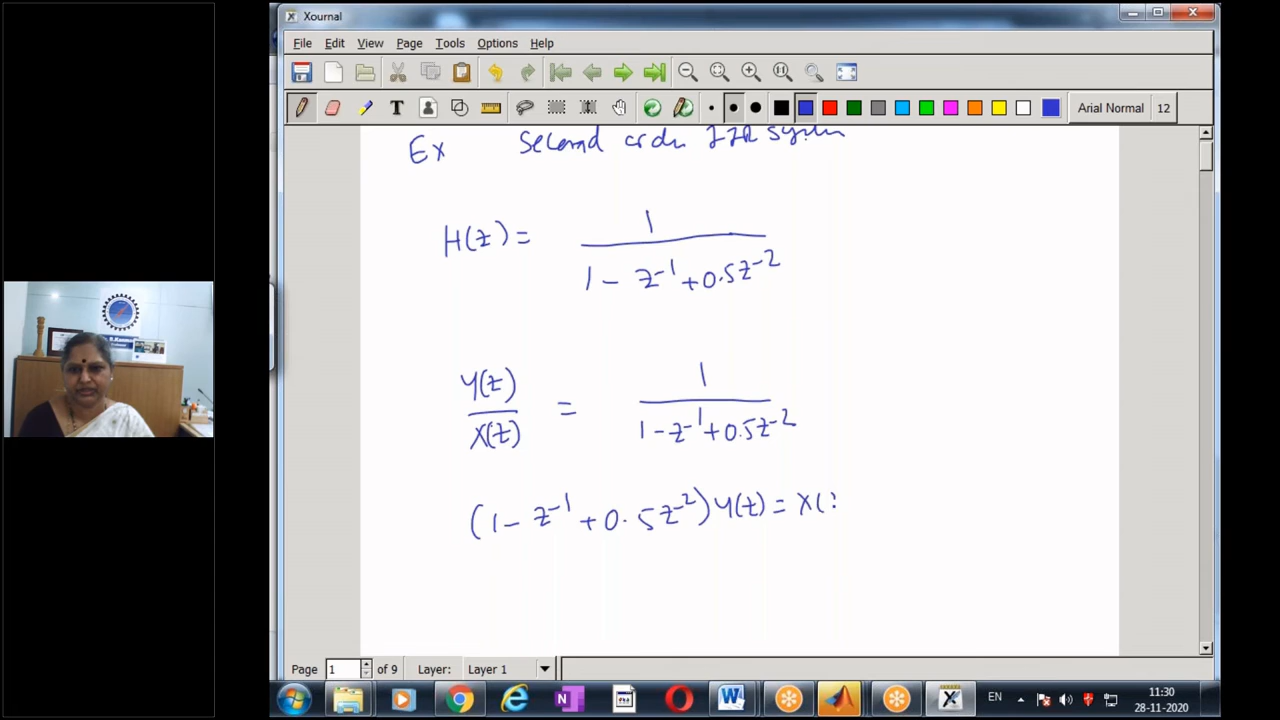 Xournal
File Edit View Page Tools Options Help
Arial Normal 12
Ex Second order IIR system
H(z) = 1 / (1 - z^-1 + 0.5z^-2)
Y(z) / X(z) = 1 / (1 - z^-1 + 0.5z^-2)
(1 - z^-1 + 0.5z^-2) Y(z) = X(
Page 1 of 9 Layer: Layer 1
EN 11:30
28-11-2020